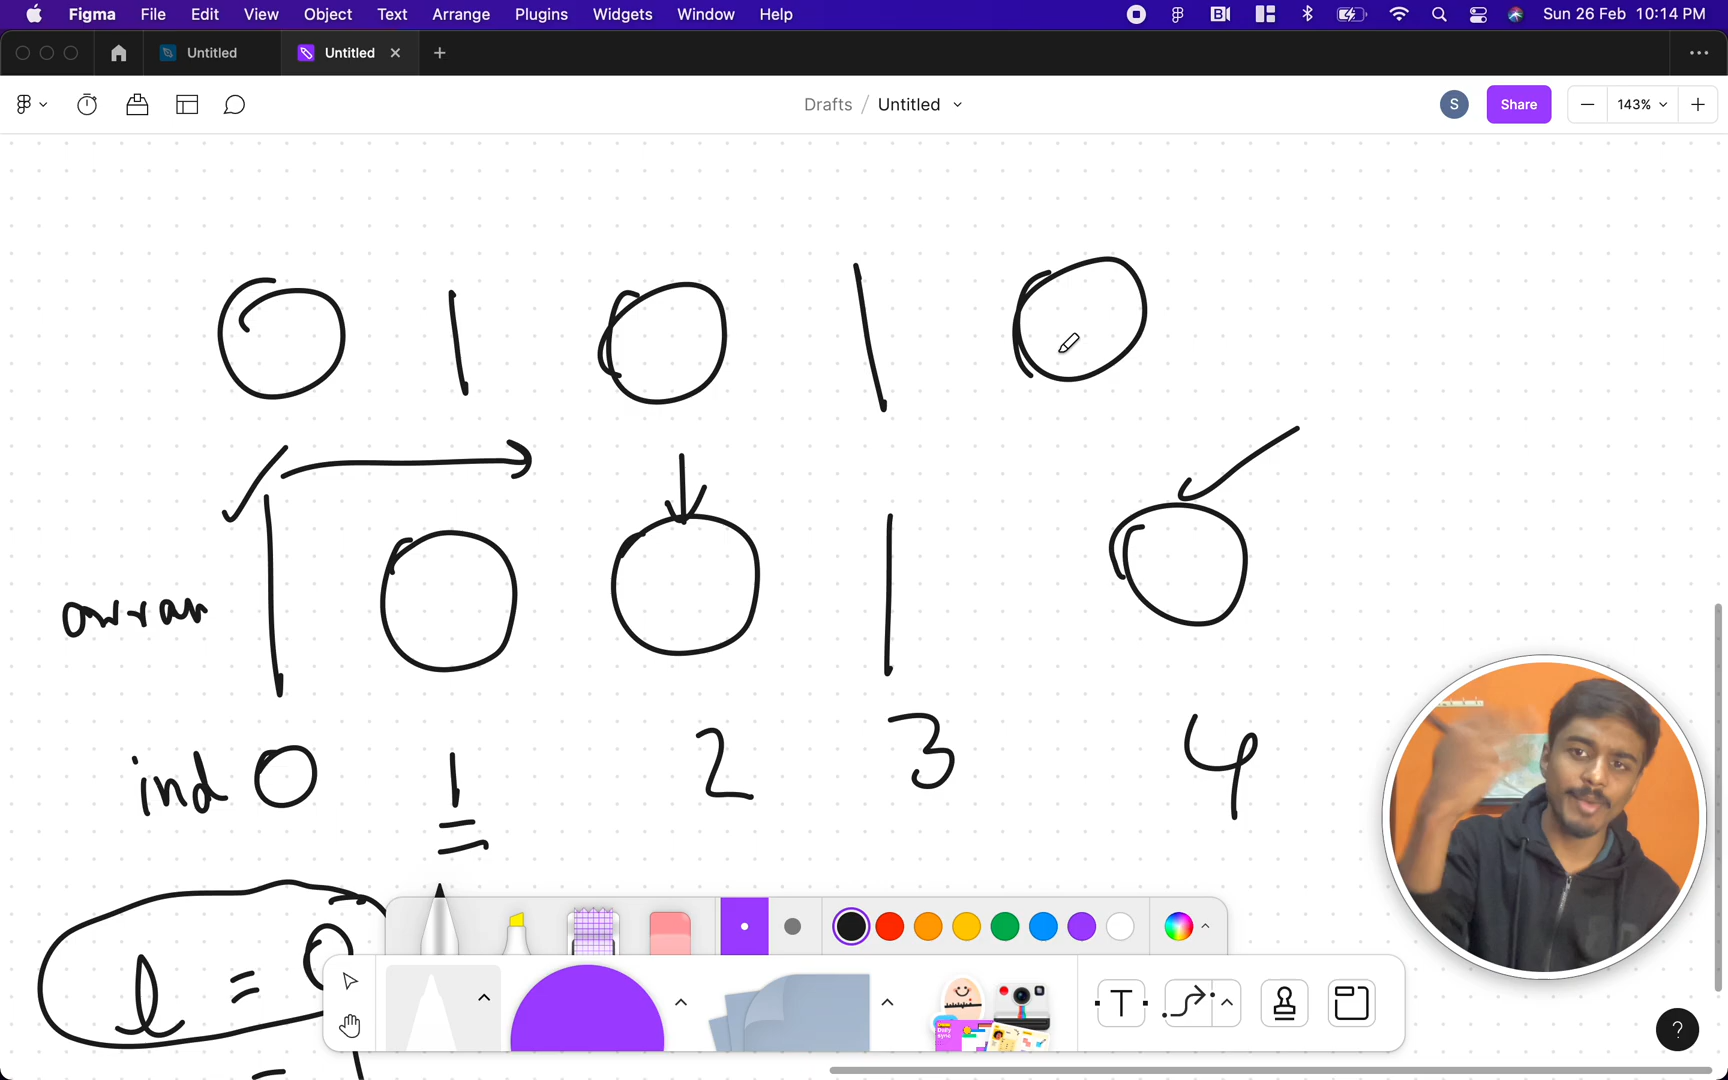 Figma File Edit View Object Text Arrange Plugins Widgets Window Help Sun 26 Feb 10:14 PM
Untitled Untitled
Drafts / Untitled S Share 143%
0 1 0 1 0
1 0 0 1 0
ind 0 1 2 3 4
l = 0
T
?